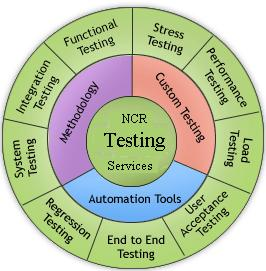 NCR
Testing
Services
Methodology
Custom Testing
Automation Tools
Functional
Testing
Stress
Testing
Performance
Testing
Load
Testing
User
Acceptance
Testing
End to End
Testing
Regression
Testing
System
Testing
Integration
Testing